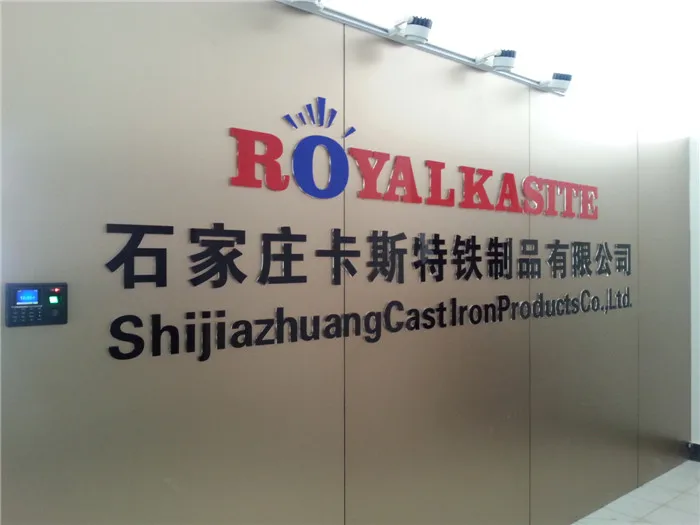 ROYALKASITE
石家庄卡斯特铁制品有限公司
ShijiazhuangCastIronProductsCo.,Ltd.